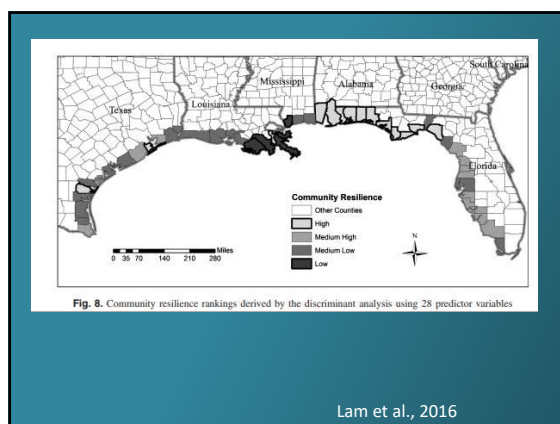 South Carolina
Mississippi
Alabama
Georgia
Louisiana
Texas
Florida
Community Resilience
Other Counties
High
Medium High
Medium Low
Low
N
Miles
0 35 70 140 210 280
Fig. 8. Community resilience rankings derived by the discriminant analysis using 28 predictor variables
Lam et al., 2016